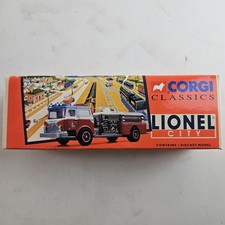 CORGI
CLASSICS
LIONEL
CITY
CONTAINS 1 DIECAST MODEL